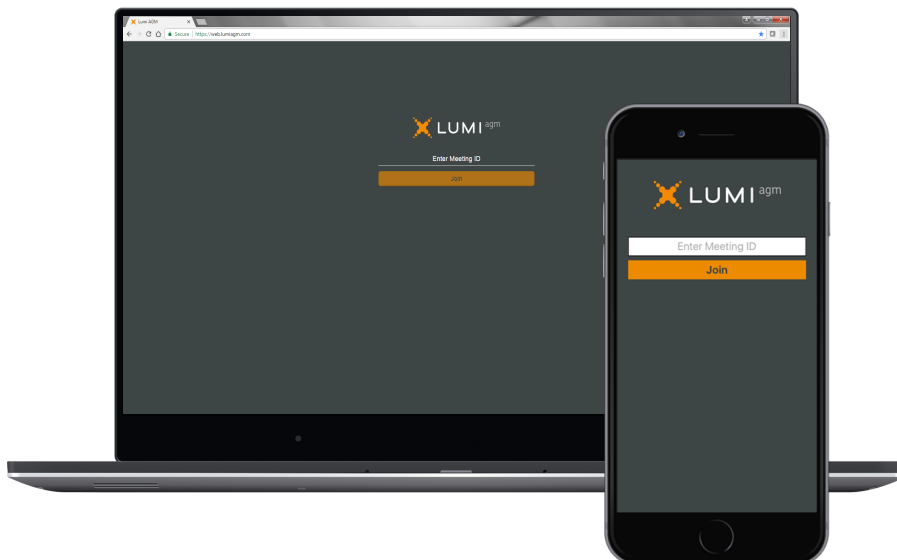 Lumi AGM
Secure | https://web.lumiagm.com
LUMI agm
Enter Meeting ID
Join
LUMI agm
Enter Meeting ID
Join